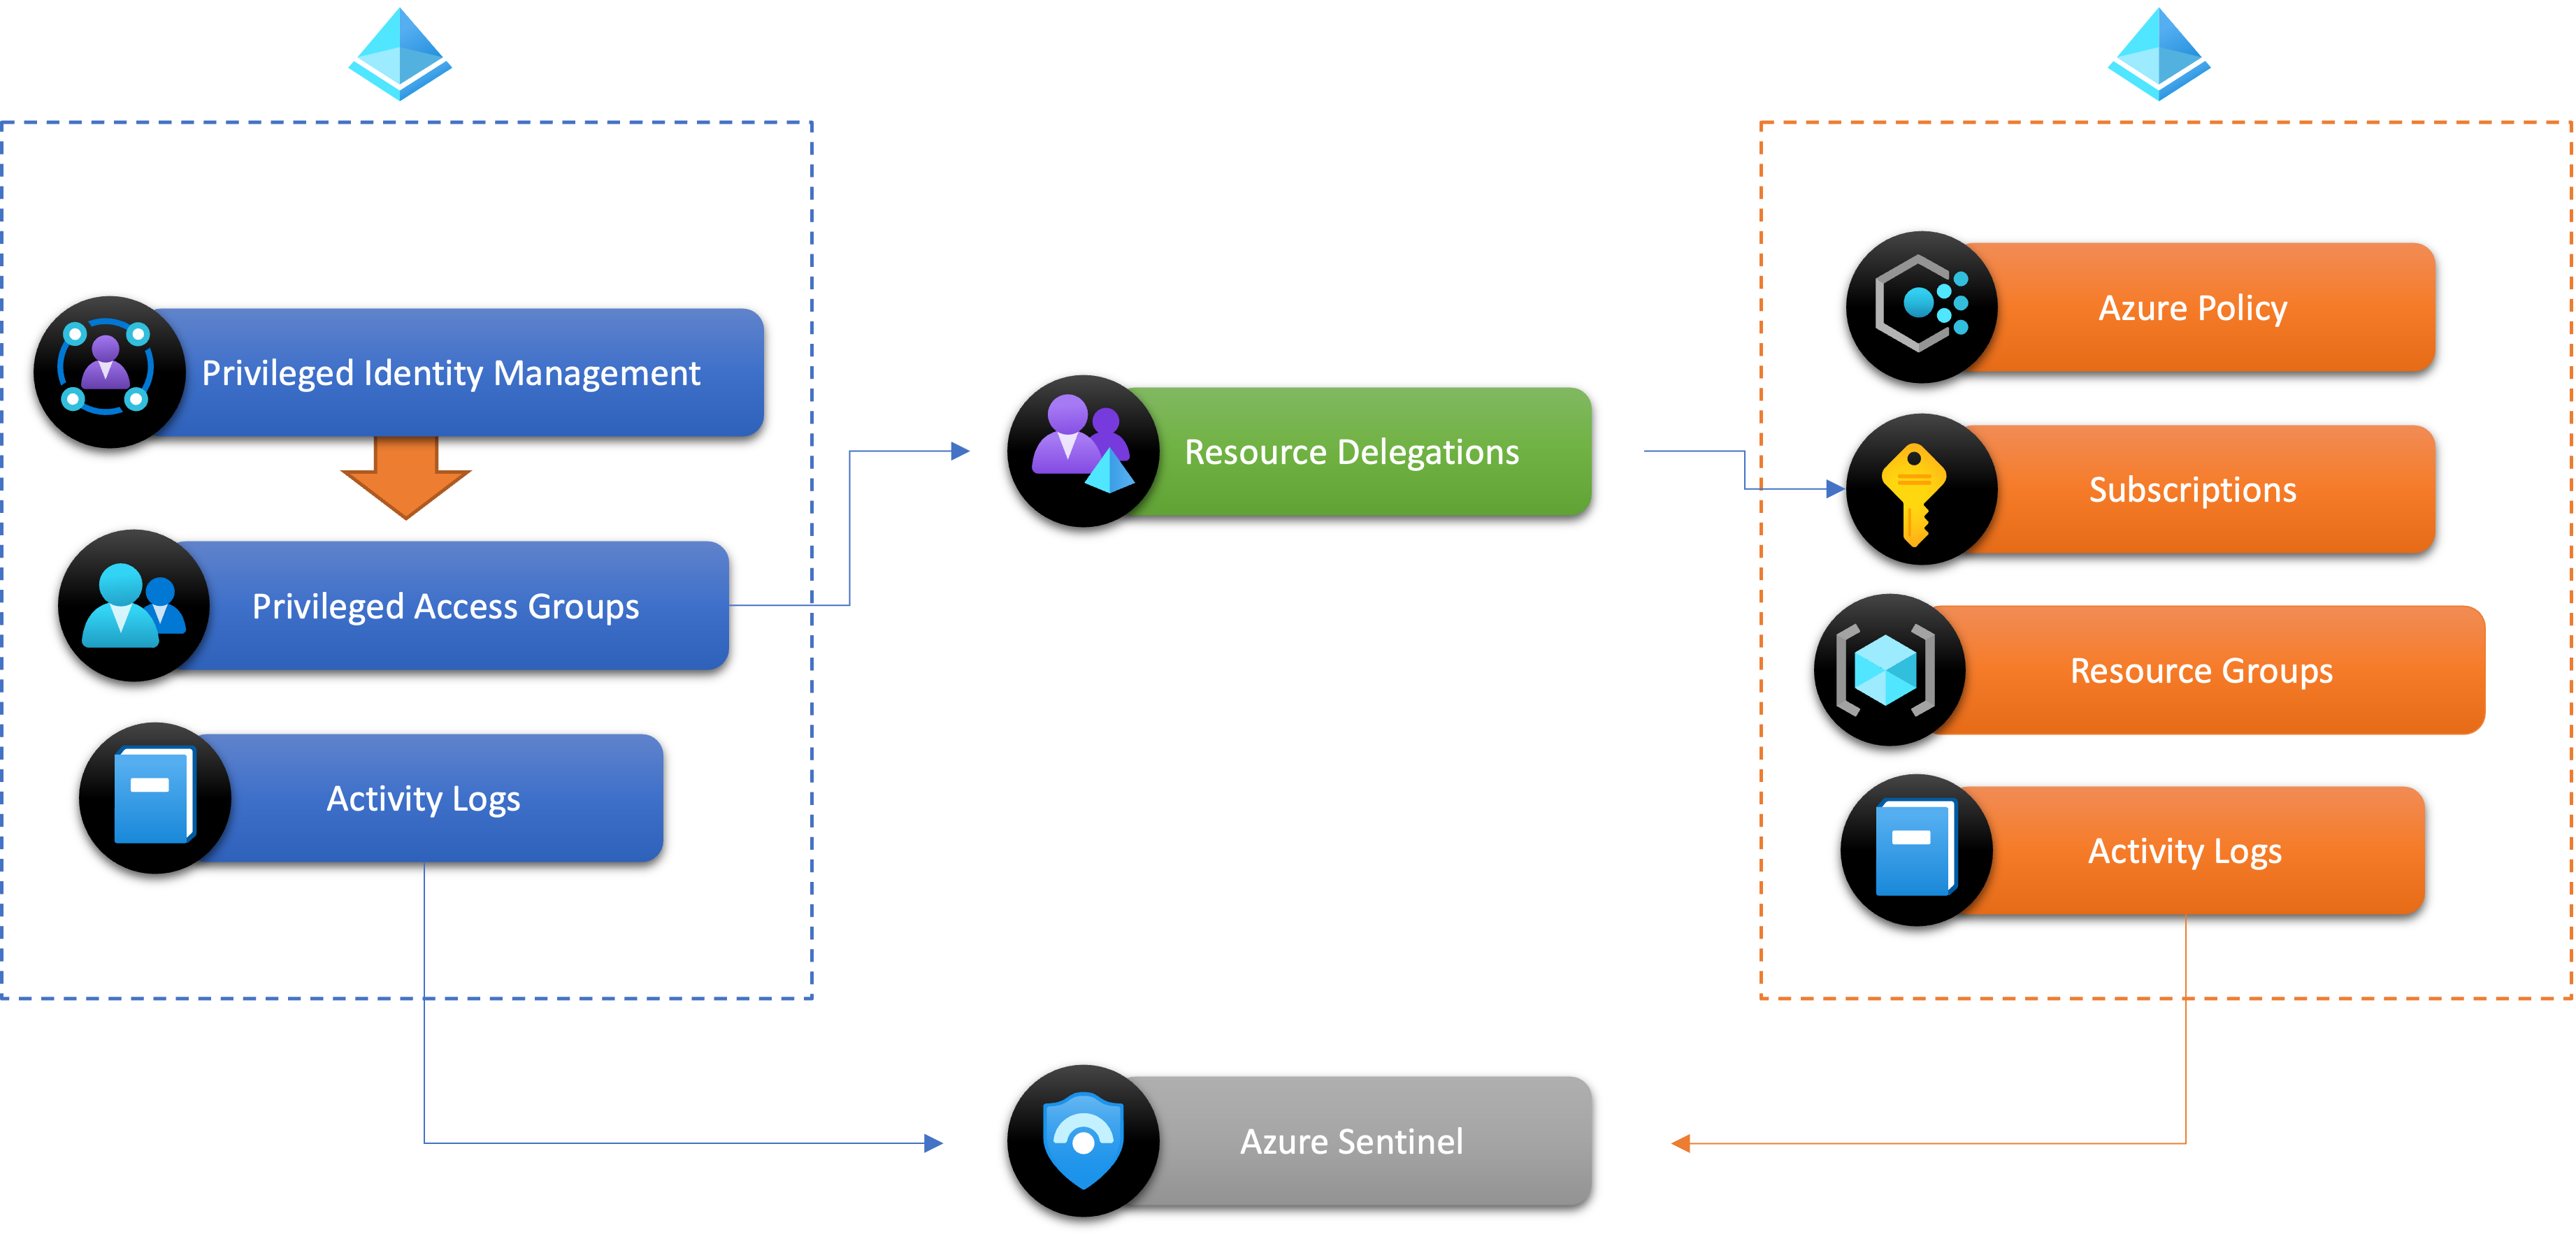 Privileged Identity Management
Privileged Access Groups
Activity Logs
Resource Delegations
Azure Sentinel
Azure Policy
Subscriptions
Resource Groups
Activity Logs